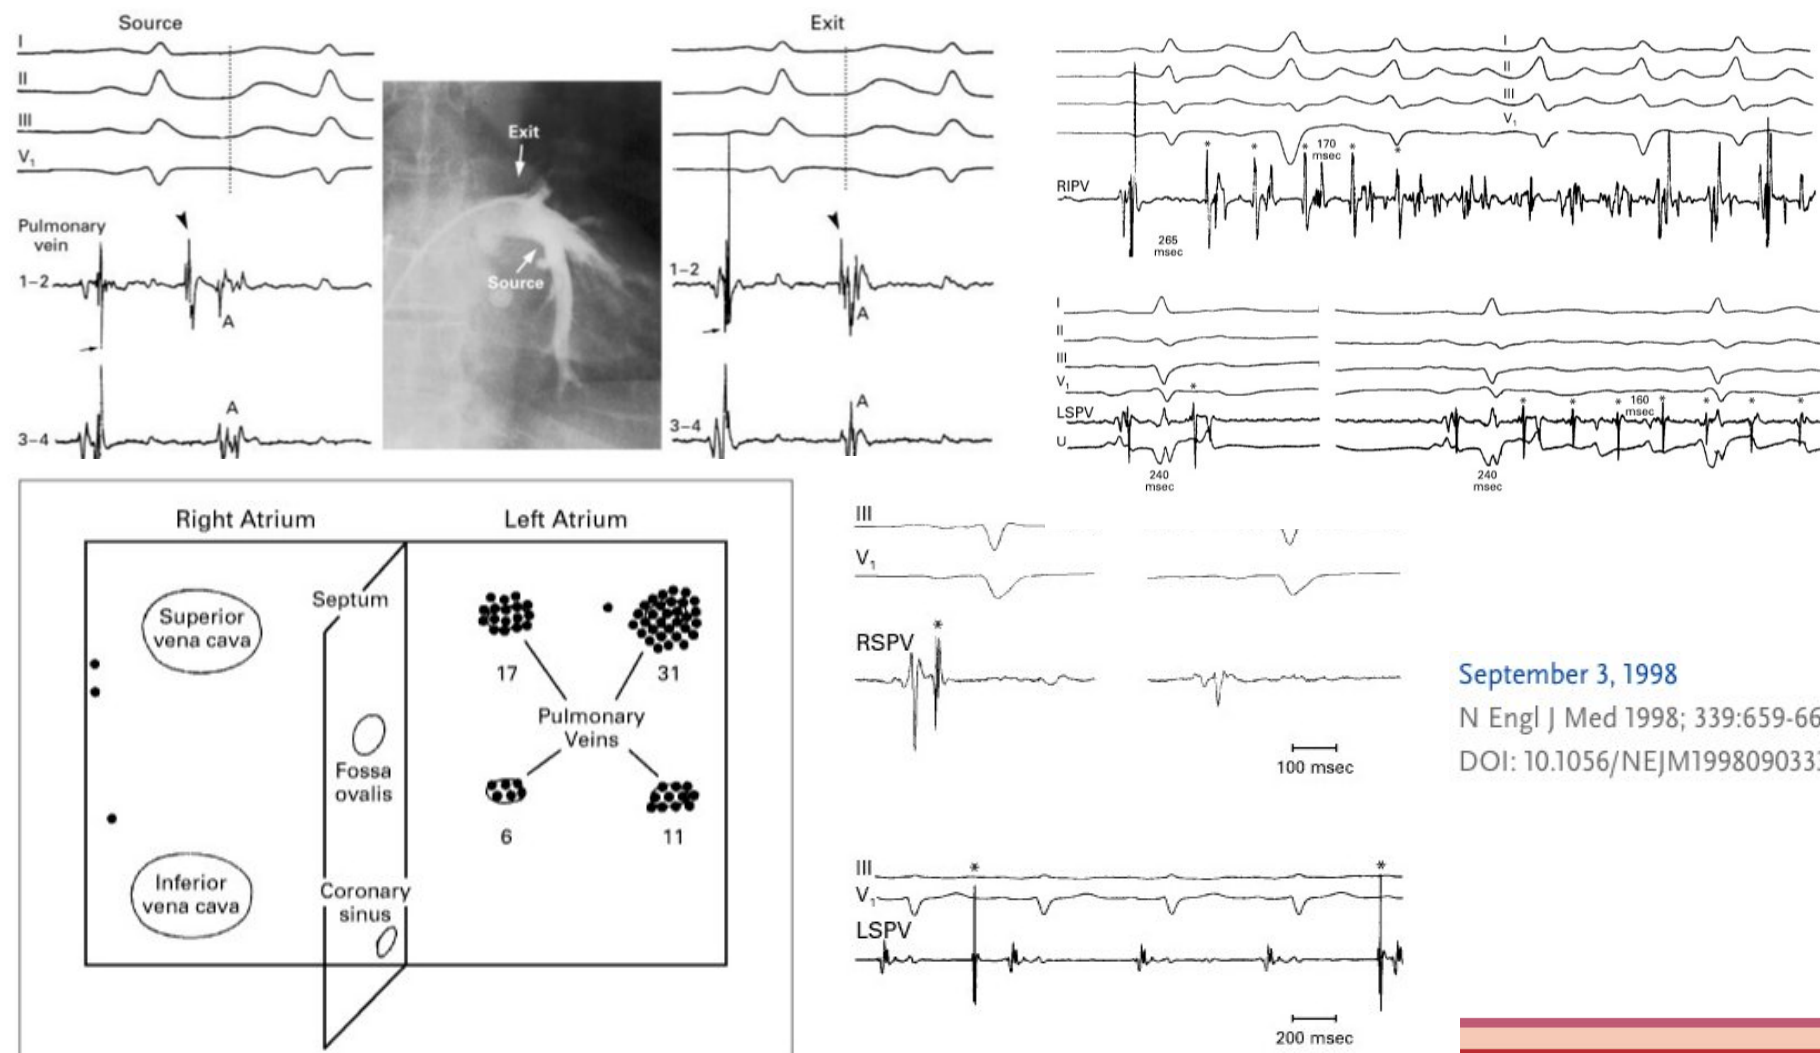 Source
I
II
III
V1
Pulmonary
vein
1–2
A
3–4
A
Exit
Source
Exit
1–2
A
3–4
A
I
II
III
V1
170
msec
RIPV
265
msec
I
II
III
V1
LSPV
U
160
msec
240
msec
240
msec
Right Atrium
Left Atrium
Septum
Superior
vena cava
17
31
Pulmonary
Veins
Fossa
ovalis
6
11
Inferior
vena cava
Coronary
sinus
III
V1
RSPV
100 msec
III
V1
LSPV
200 msec
September 3, 1998
N Engl J Med 1998; 339:659-66
DOI: 10.1056/NEJM199809033